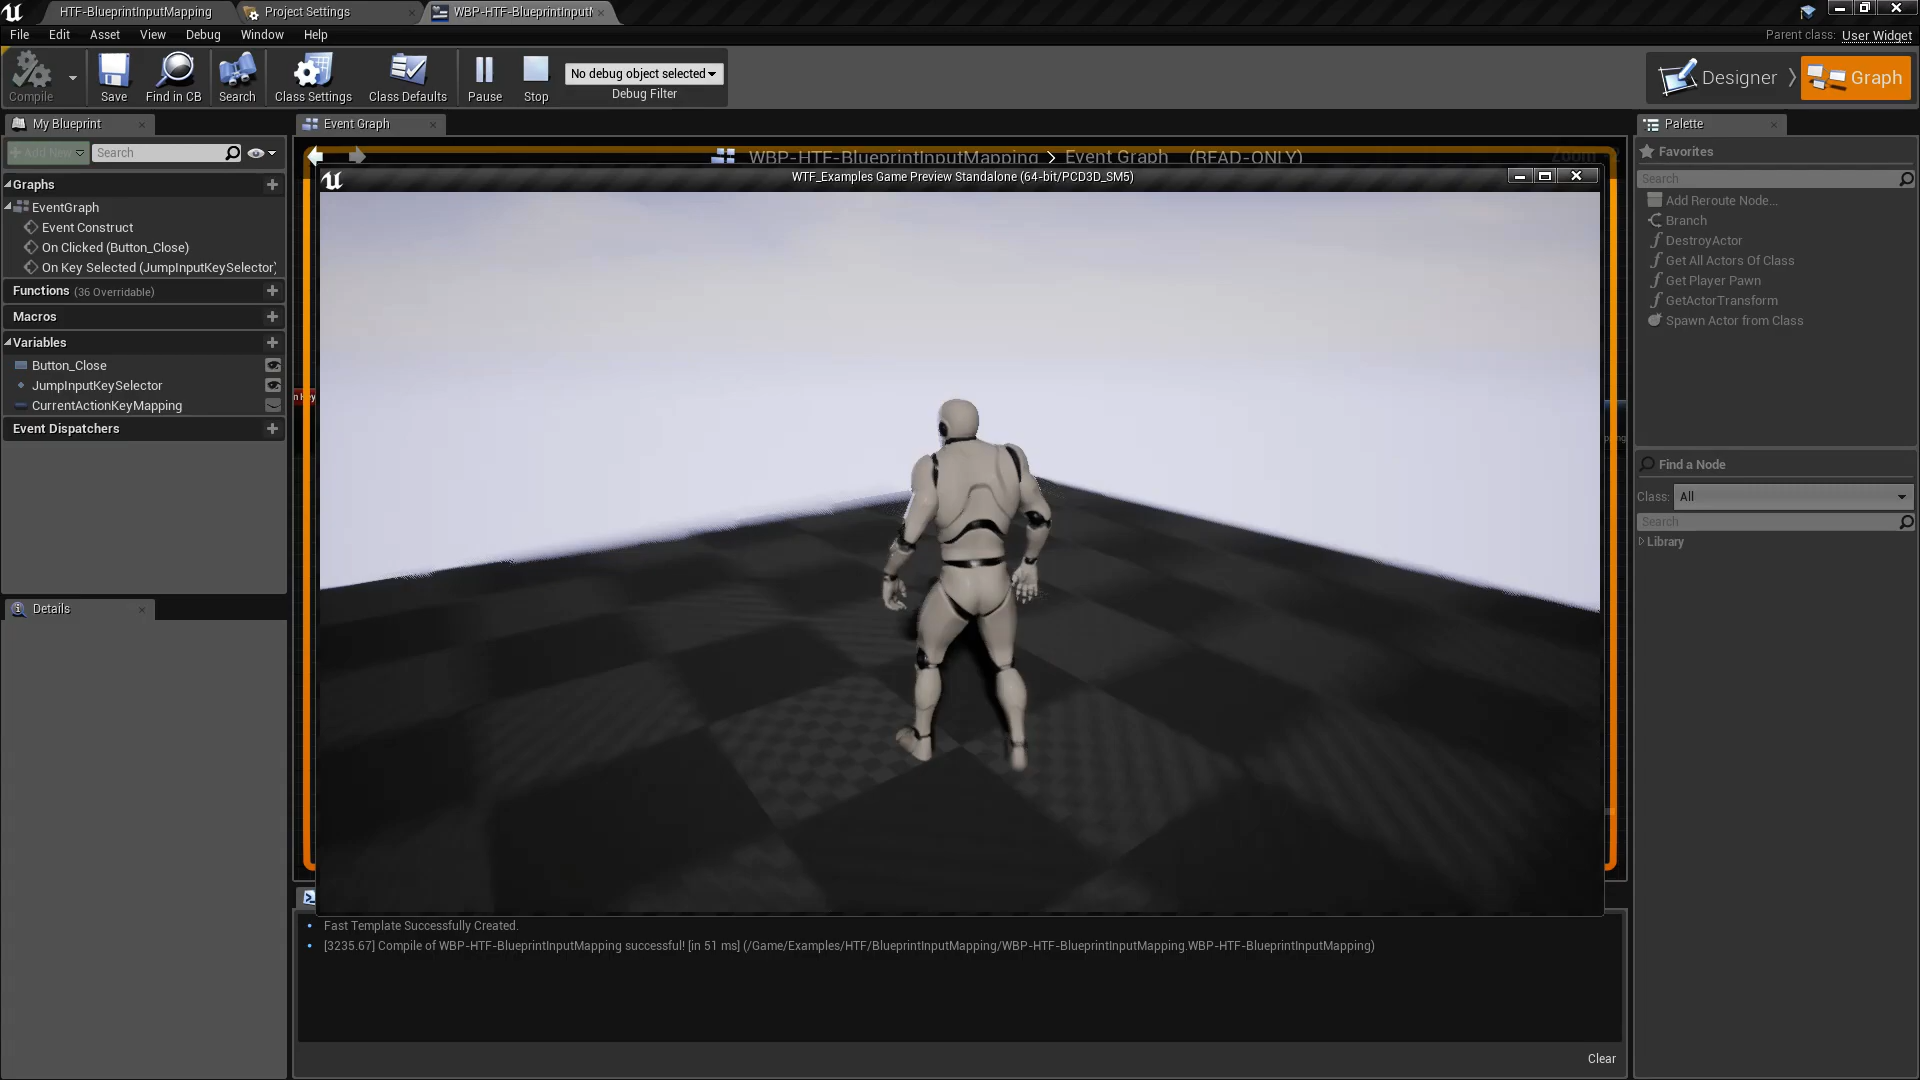 HTF-BlueprintInputMapping
Project Settings
WBP-HTF-BlueprintInputM
File Edit Asset View Debug Window Help
Parent class: User Widget
Compile
Save
Find in CB
Search
Class Settings
Class Defaults
Pause
Stop
No debug object selected
Debug Filter
Designer
Graph
My Blueprint
Event Graph
Palette
Add New
Search
WBP-HTF-BlueprintInputMapping > Event Graph (READ-ONLY)
Zoom -2
WTF_Examples Game Preview Standalone (64-bit/PCD3D_SM5)
Favorites
Search
Add Reroute Node...
Branch
DestroyActor
Get All Actors Of Class
Get Player Pawn
GetActorTransform
Spawn Actor from Class
Graphs
EventGraph
Event Construct
On Clicked (Button_Close)
On Key Selected (JumpInputKeySelector)
Functions (36 Overridable)
Macros
Variables
Button_Close
JumpInputKeySelector
CurrentActionKeyMapping
Event Dispatchers
n Key
Find a Node
Class: All
Search
Library
Details
Fast Template Successfully Created.
[3235.67] Compile of WBP-HTF-BlueprintInputMapping successful! [in 51 ms] (/Game/Examples/HTF/BlueprintInputMapping/WBP-HTF-BlueprintInputMapping.WBP-HTF-BlueprintInputMapping)
Clear